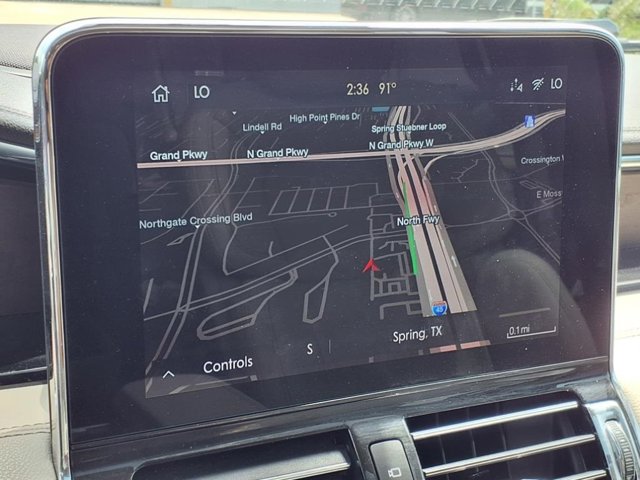 LO 2:36 91° LO
High Point Pines Dr
Lindell Rd
Spring Stuebner Loop
Grand Pkwy N Grand Pkwy N Grand Pkwy W
Crossington
E Moss
Northgate Crossing Blvd North Fwy
45
Spring, TX
0.1 mi
Controls S